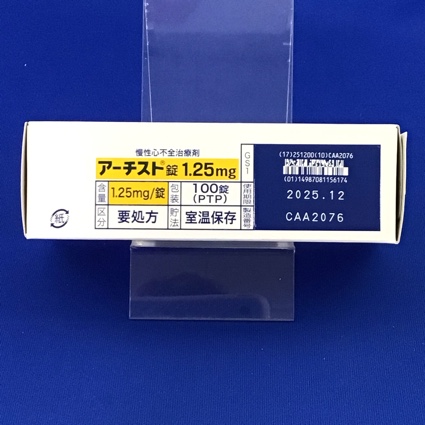 慢性心不全治療剤
アーチスト®錠 1.25mg
含量 1.25mg/錠 包装 100錠(PTP)
区分 要処方 貯法 室温保存
紙
GS1
(17)251200(10)CAA2076
(01)14987081156174
使用期限 2025.12
製造番号 CAA2076